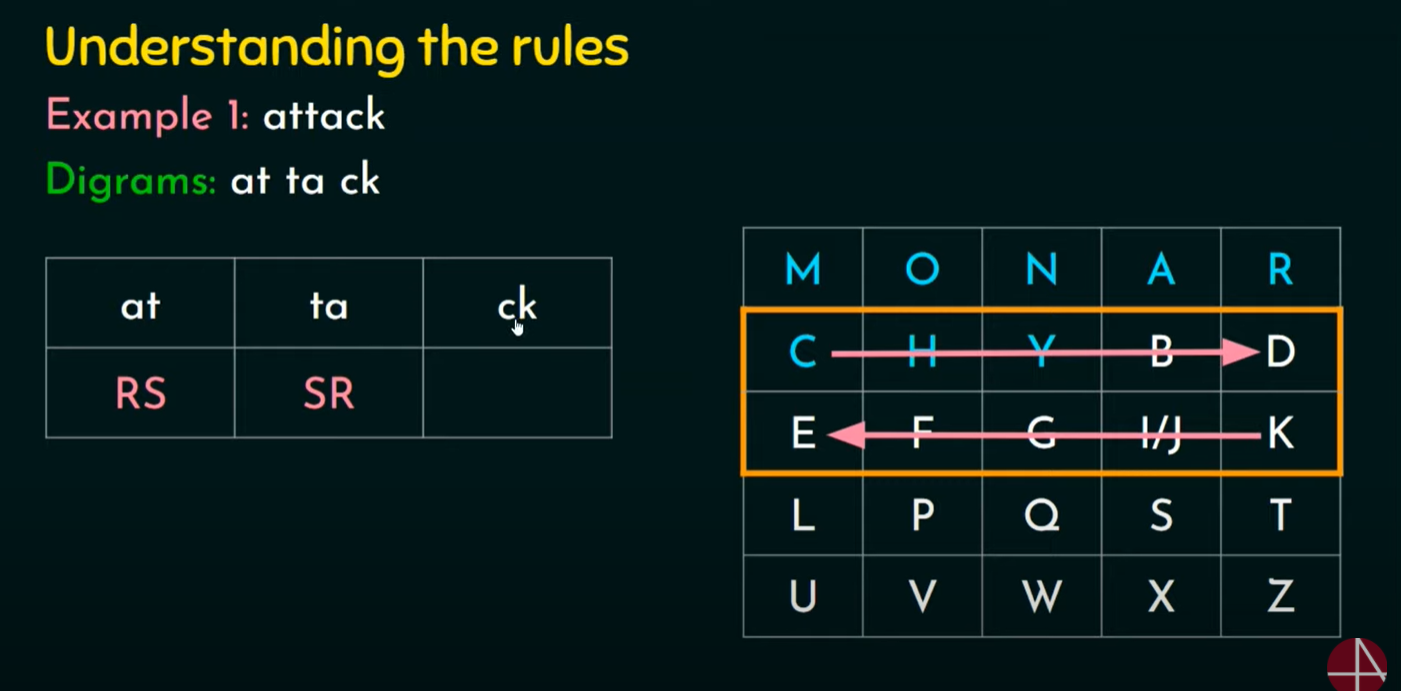 Understanding the rules
Example 1: attack
Digrams: at ta ck
at ta ck
RS SR
M O N A R
C H Y B D
E F G I/J K
L P Q S T
U V W X Z